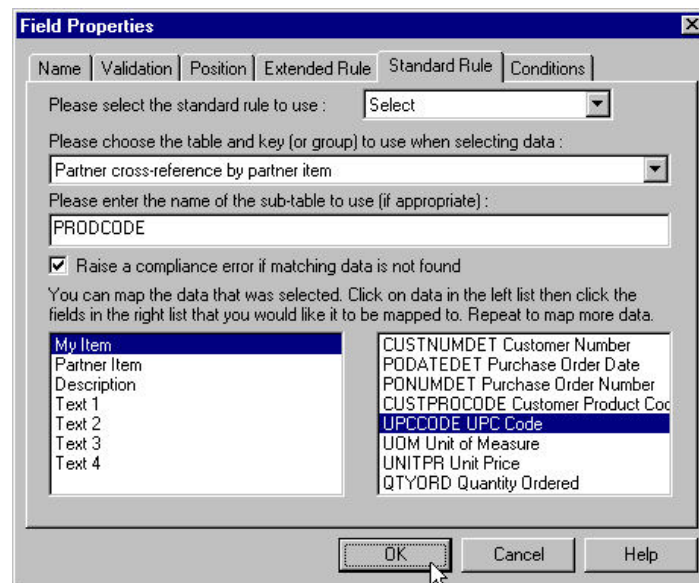 Field Properties
Name Validation Position Extended Rule Standard Rule Conditions
Please select the standard rule to use : Select
Please choose the table and key (or group) to use when selecting data :
Partner cross-reference by partner item
Please enter the name of the sub-table to use (if appropriate) :
PRODCODE
Raise a compliance error if matching data is not found
You can map the data that was selected. Click on data in the left list then click the
fields in the right list that you would like it to be mapped to. Repeat to map more data.
My Item
Partner Item
Description
Text 1
Text 2
Text 3
Text 4
CUSTNUMDET Customer Number
PODATEDET Purchase Order Date
PONUMDET Purchase Order Number
CUSTPROCODE Customer Product Coc
UPCCODE UPC Code
UOM Unit of Measure
UNITPR Unit Price
QTYORD Quantity Ordered
OK Cancel Help